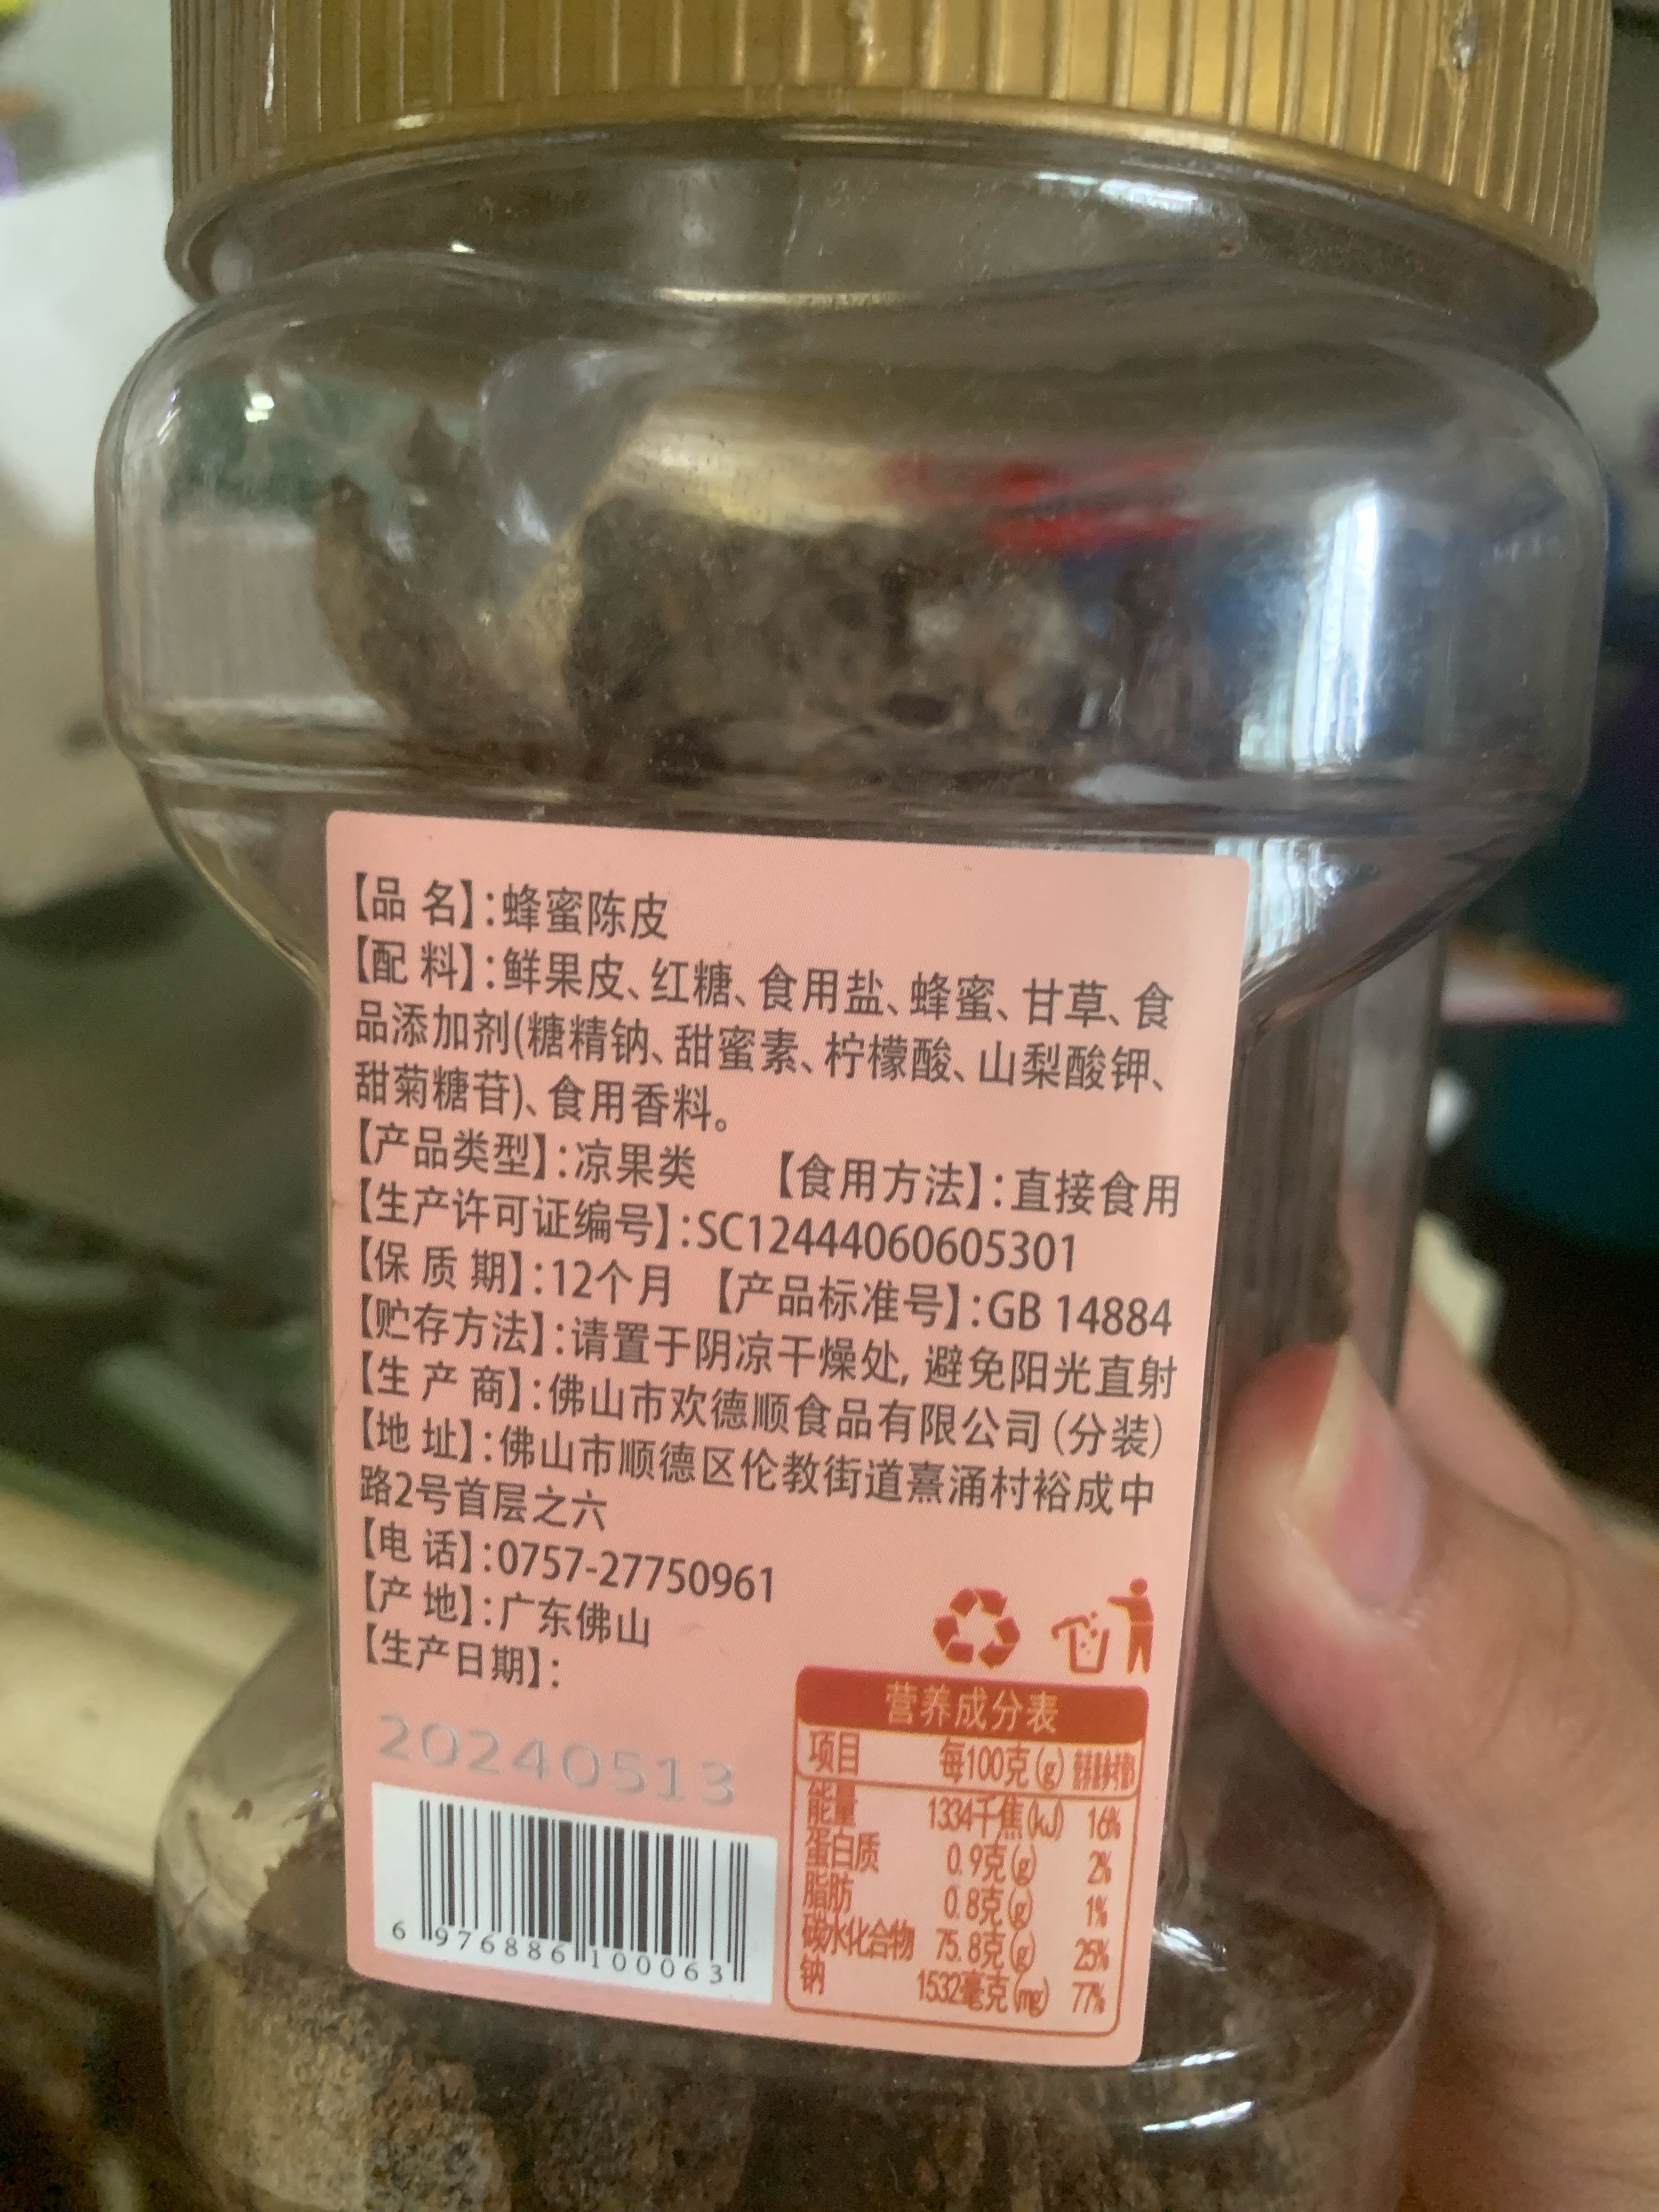 【品 名】：蜂蜜陈皮
【配 料】：鲜果皮、红糖、食用盐、蜂蜜、甘草、食
品添加剂(糖精钠、甜蜜素、柠檬酸、山梨酸钾、
甜菊糖苷)、食用香料。
【产品类型】：凉果类 【食用方法】：直接食用
【生产许可证编号】：SC12444060605301
【保 质 期】：12个月 【产品标准号】：GB 14884
【贮存方法】：请置于阴凉干燥处, 避免阳光直射
【生 产 商】：佛山市欢德顺食品有限公司(分装)
【地 址】：佛山市顺德区伦教街道熹涌村裕成中
路2号首层之六
【电 话】：0757-27750961
【产 地】：广东佛山
【生产日期】：
20240513
6 976886 100063
营养成分表
项目 每100克(g) 营养素参考值%
能量 1334千焦(kJ) 16%
蛋白质 0.9克(g) 2%
脂肪 0.8克(g) 1%
碳水化合物 75.8克(g) 25%
钠 1532毫克(mg) 77%